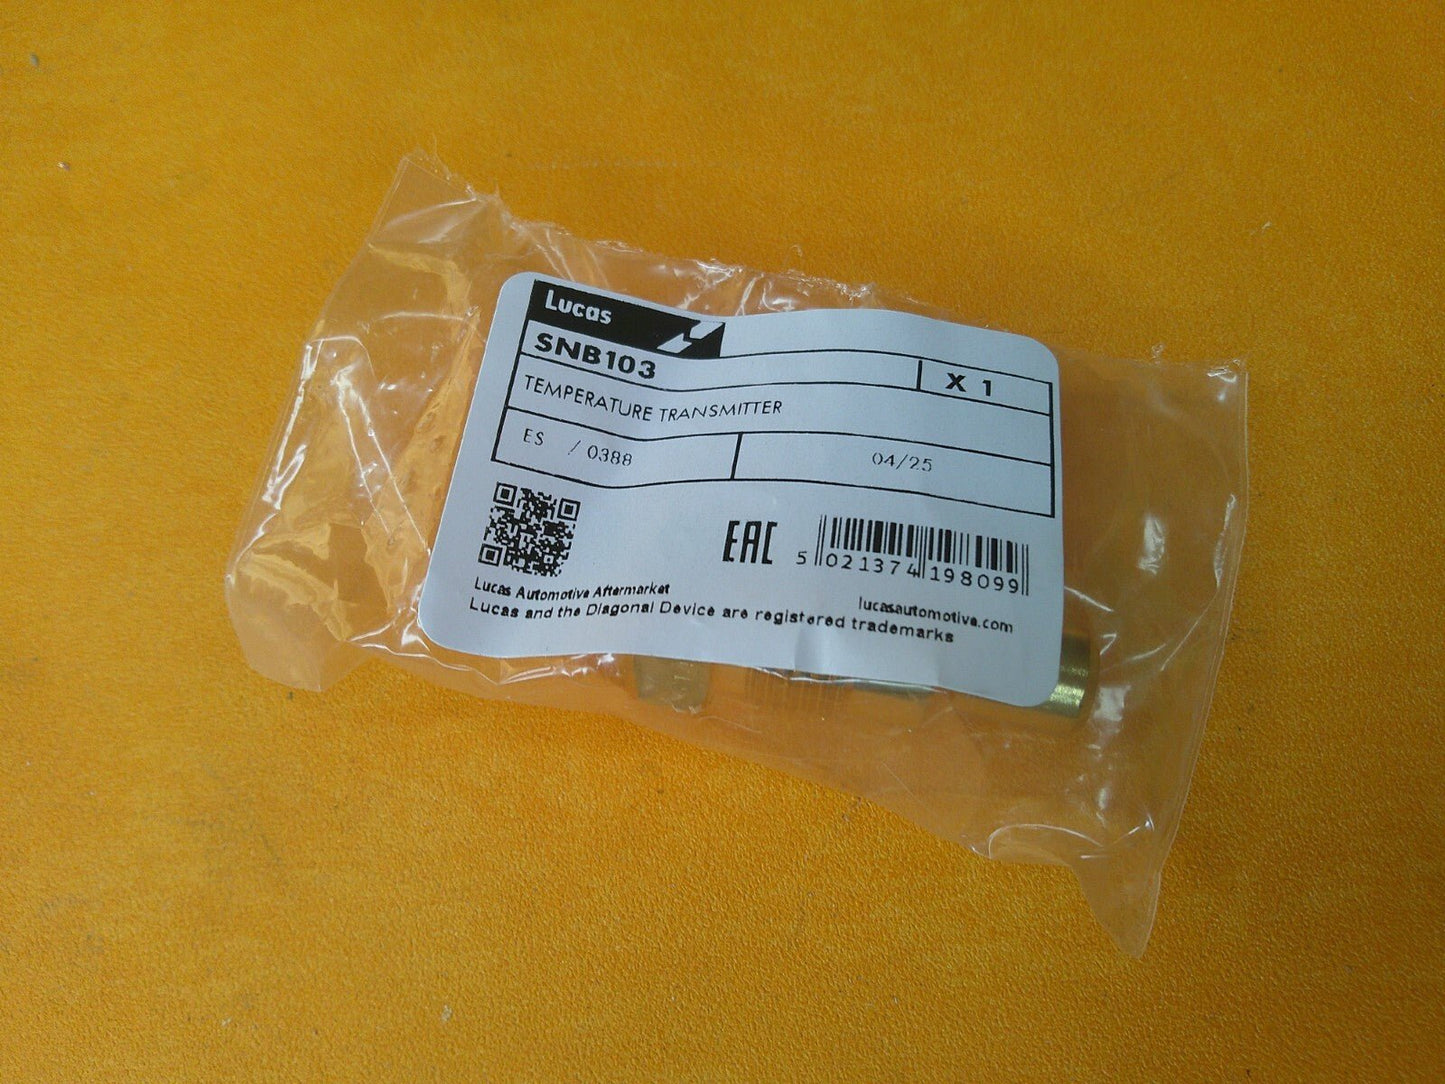 Lucas
SNB103 X 1
TEMPERATURE TRANSMITTER
ES / 0388 04/25
EAC
5 021374 198099
Lucas Automotive Aftermarket lucasautomotive.com
Lucas and the Diagonal Device are registered trademarks